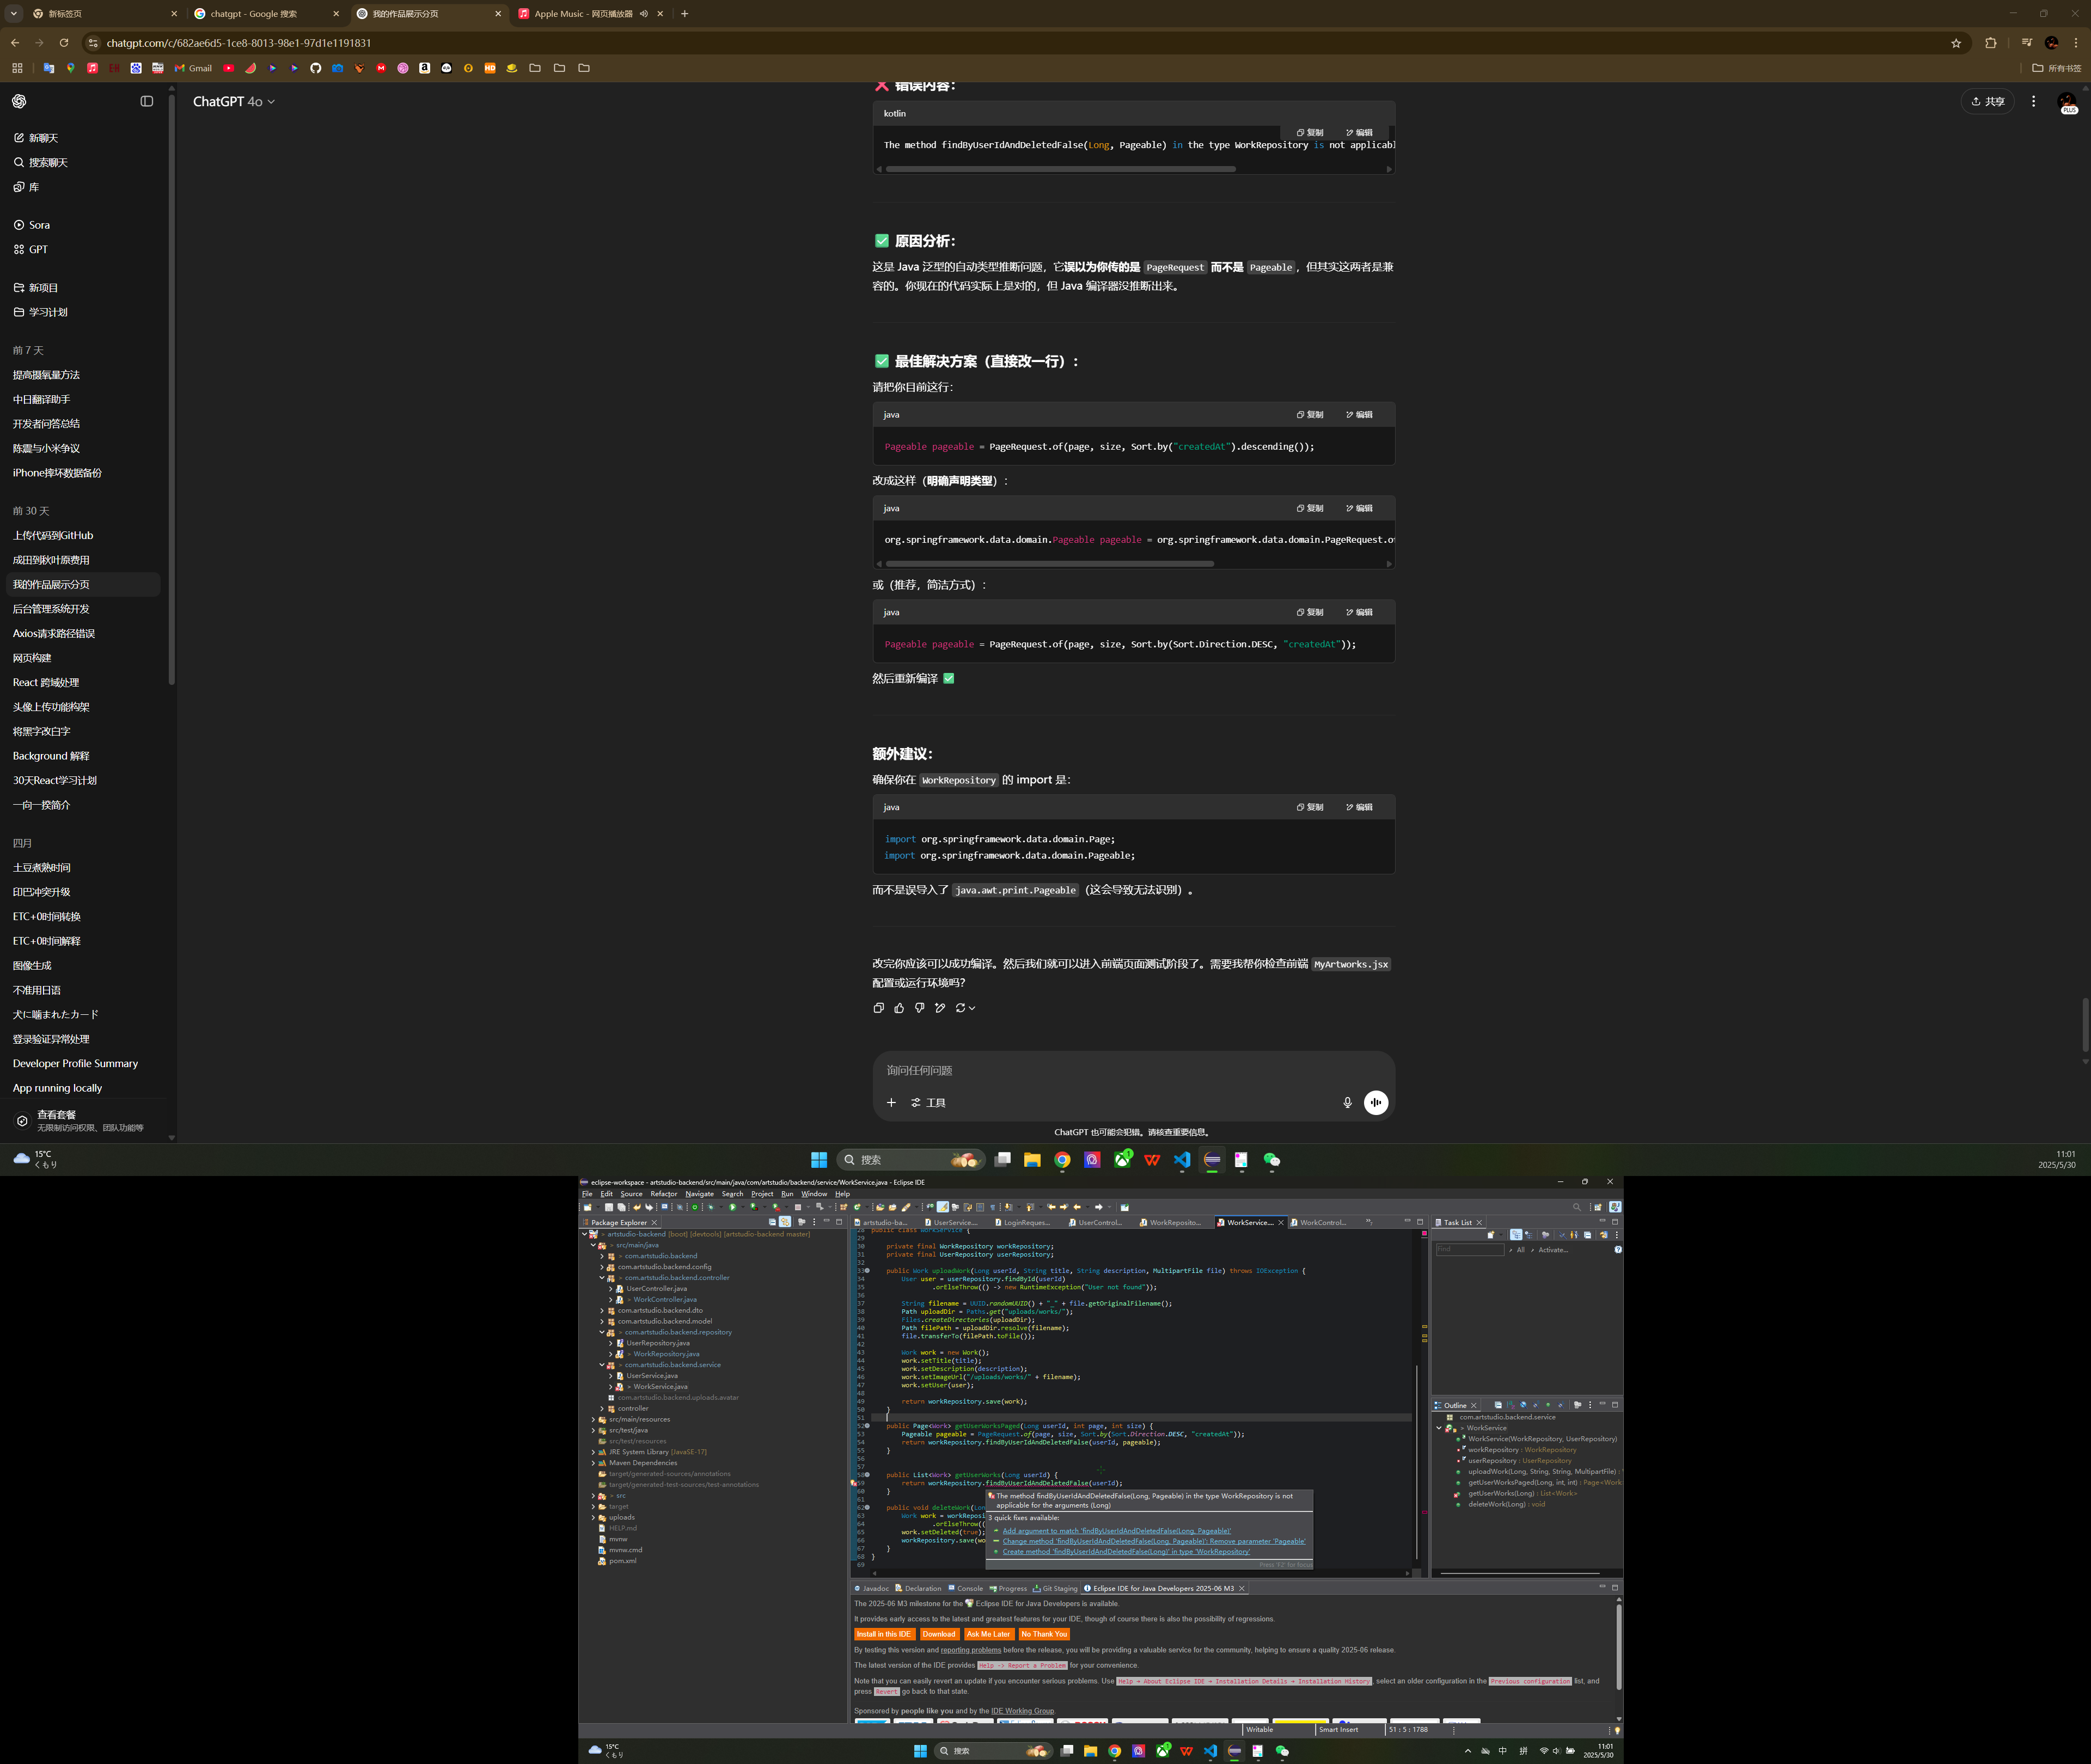 新标签页
chatgpt - Google 搜索
我的作品展示分页
Apple Music - 网页播放器
chatgpt.com/c/682ae6d5-1ce8-8013-98e1-97d1e1191831
Gmail
所有书签
ChatGPT 4o
共享
PLUS
新聊天
搜索聊天
库
Sora
GPT
新项目
学习计划
前 7 天
提高摄氧量方法
中日翻译助手
开发者问答总结
陈震与小米争议
iPhone摔坏数据备份
前 30 天
上传代码到GitHub
成田到秋叶原费用
我的作品展示分页
后台管理系统开发
Axios请求路径错误
网页构建
React 跨域处理
头像上传功能构架
将黑字改白字
Background 解释
30天React学习计划
一向一揆简介
四月
土豆煮熟时间
印巴冲突升级
ETC+0时间转换
ETC+0时间解释
图像生成
不准用日语
犬に噛まれたカード
登录验证异常处理
Developer Profile Summary
App running locally
查看套餐
无限制访问权限、团队功能等
错误内容：
kotlin
复制 编辑
The method findByUserIdAndDeletedFalse(Long, Pageable) in the type WorkRepository is not applicabl
原因分析：
这是 Java 泛型的自动类型推断问题，它误以为你传的是 PageRequest 而不是 Pageable，但其实这两者是兼
容的。你现在的代码实际上是对的，但 Java 编译器没推断出来。
最佳解决方案（直接改一行）：
请把你目前这行：
java
复制 编辑
Pageable pageable = PageRequest.of(page, size, Sort.by("createdAt").descending());
改成这样（明确声明类型）：
java
复制 编辑
org.springframework.data.domain.Pageable pageable = org.springframework.data.domain.PageRequest.o
或（推荐，简洁方式）：
java
复制 编辑
Pageable pageable = PageRequest.of(page, size, Sort.by(Sort.Direction.DESC, "createdAt"));
然后重新编译
额外建议：
确保你在 WorkRepository 的 import 是：
java
复制 编辑
import org.springframework.data.domain.Page;
import org.springframework.data.domain.Pageable;
而不是误导入了 java.awt.print.Pageable（这会导致无法识别）。
改完你应该可以成功编译。然后我们就可以进入前端页面测试阶段了。需要我帮你检查前端 MyArtworks.jsx
配置或运行环境吗？
询问任何问题
工具
ChatGPT 也可能会犯错。请核查重要信息。
15°C
くもり
搜索
11:01
2025/5/30
eclipse-workspace - artstudio-backend/src/main/java/com/artstudio/backend/service/WorkService.java - Eclipse IDE
File Edit Source Refactor Navigate Search Project Run Window Help
Package Explorer
artstudio-backend [boot] [devtools] [artstudio-backend master]
src/main/java
com.artstudio.backend
com.artstudio.backend.config
com.artstudio.backend.controller
UserController.java
WorkController.java
com.artstudio.backend.dto
com.artstudio.backend.model
com.artstudio.backend.repository
UserRepository.java
WorkRepository.java
com.artstudio.backend.service
UserService.java
WorkService.java
com.artstudio.backend.uploads.avatar
controller
src/main/resources
src/test/java
src/test/resources
JRE System Library [JavaSE-17]
Maven Dependencies
target/generated-sources/annotations
target/generated-test-sources/test-annotations
src
target
uploads
HELP.md
mvnw
mvnw.cmd
pom.xml
artstudio-ba... UserService.... LoginReques... UserControl... WorkReposito... WorkService.... WorkControl...
28 public class WorkService {
29
30 private final WorkRepository workRepository;
31 private final UserRepository userRepository;
32
33 public Work uploadWork(Long userId, String title, String description, MultipartFile file) throws IOException {
34 User user = userRepository.findById(userId)
35 .orElseThrow(() -> new RuntimeException("User not found"));
36
37 String filename = UUID.randomUUID() + "_" + file.getOriginalFilename();
38 Path uploadDir = Paths.get("uploads/works/");
39 Files.createDirectories(uploadDir);
40 Path filePath = uploadDir.resolve(filename);
41 file.transferTo(filePath.toFile());
42
43 Work work = new Work();
44 work.setTitle(title);
45 work.setDescription(description);
46 work.setImageUrl("/uploads/works/" + filename);
47 work.setUser(user);
48
49 return workRepository.save(work);
50 }
51
52 public Page<Work> getUserWorksPaged(Long userId, int page, int size) {
53 Pageable pageable = PageRequest.of(page, size, Sort.by(Sort.Direction.DESC, "createdAt"));
54 return workRepository.findByUserIdAndDeletedFalse(userId, pageable);
55 }
56
57
58 public List<Work> getUserWorks(Long userId) {
59 return workRepository.findByUserIdAndDeletedFalse(userId);
60 }
61
62 public void deleteWork(Lon
63 Work work = workReposit
64 .orElseThrow((
65 work.setDeleted(true);
66 workRepository.save(wo
67 }
68 }
69
The method findByUserIdAndDeletedFalse(Long, Pageable) in the type WorkRepository is not
applicable for the arguments (Long)
3 quick fixes available:
Add argument to match 'findByUserIdAndDeletedFalse(Long, Pageable)'
Change method 'findByUserIdAndDeletedFalse(Long, Pageable)': Remove parameter 'Pageable'
Create method 'findByUserIdAndDeletedFalse(Long)' in type 'WorkRepository'
Press 'F2' for focus
Task List
Find
All
Activate...
Outline
com.artstudio.backend.service
WorkService
WorkService(WorkRepository, UserRepository)
workRepository : WorkRepository
userRepository : UserRepository
uploadWork(Long, String, String, MultipartFile) :
getUserWorksPaged(Long, int, int) : Page<Work
getUserWorks(Long) : List<Work>
deleteWork(Long) : void
Javadoc Declaration Console Progress Git Staging Eclipse IDE for Java Developers 2025-06 M3
The 2025-06 M3 milestone for the Eclipse IDE for Java Developers is available.
It provides early access to the latest and greatest features for your IDE, though of course there is also the possibility of regressions.
Install in this IDE Download Ask Me Later No Thank You
By testing this version and reporting problems before the release, you will be providing a valuable service for the community, helping to ensure a quality 2025-06 release.
The latest version of the IDE provides Help -> Report a Problem for your convenience.
Note that you can easily revert an update if you encounter serious problems. Use Help → About Eclipse IDE → Installation Details → Installation History, select an older configuration in the Previous configuration list, and
press Revert go back to that state.
Sponsored by people like you and by the IDE Working Group.
Writable
Smart Insert
51 : 5 : 1788
15°C
くもり
搜索
中
拼
11:01
2025/5/30